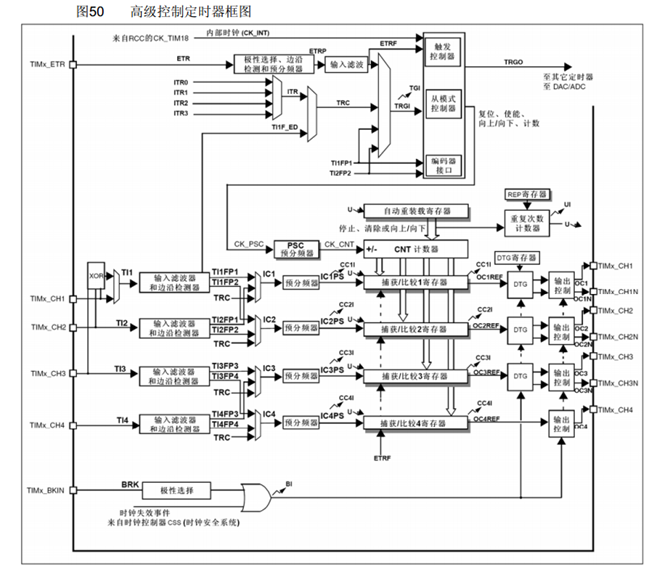 图50 高级控制定时器框图
内部时钟 (CK_INT)
来自RCC的CK_TIM18
触发
控制器
TIMx_ETR
ETR
极性选择、边沿
检测和预分频器
ETRP
输入滤波
ETRF
TRGO
至其它定时器
至 DAC/ADC
ITR0
ITR1
ITR2
ITR3
ITR
TRC
TRGI
TGI
从模式
控制器
复位、使能、
向上/向下、计数
TI1F_ED
TI1FP1
TI2FP2
编码器
接口
REP寄存器
U
自动重装载寄存器
UI
重复次数
计数器
U
停止、清除或向上/向下
CK_PSC
PSC
预分频器
CK_CNT
+/-
CNT 计数器
DTG寄存器
XOR
TI1
输入滤波器
和边沿检测器
TI1FP1
TI1FP2
TRC
IC1
预分频器
IC1PS
U
CC1I
捕获/比较1寄存器
CC1I
OC1REF
DTG
输出
控制
OC1
OC1N
TIMx_CH1
TIMx_CH1N
TIMx_CH1
TIMx_CH2
TI2
输入滤波器
和边沿检测器
TI2FP1
TI2FP2
TRC
IC2
预分频器
IC2PS
U
CC2I
捕获/比较2寄存器
CC2I
OC2REF
DTG
输出
控制
OC2
OC2N
TIMx_CH2
TIMx_CH2N
TIMx_CH3
TI3
输入滤波器
和边沿检测器
TI3FP3
TI3FP4
TRC
IC3
预分频器
IC3PS
U
CC3I
捕获/比较3寄存器
CC3I
OC3REF
DTG
输出
控制
OC3
OC3N
TIMx_CH3
TIMx_CH3N
TIMx_CH4
TI4
输入滤波器
和边沿检测器
TI4FP3
TI4FP4
TRC
IC4
预分频器
IC4PS
U
CC4I
捕获/比较4寄存器
CC4I
OC4REF
输出
控制
OC4
TIMx_CH4
ETRF
TIMx_BKIN
BRK
极性选择
BI
时钟失效事件
来自时钟控制器CSS (时钟安全系统)